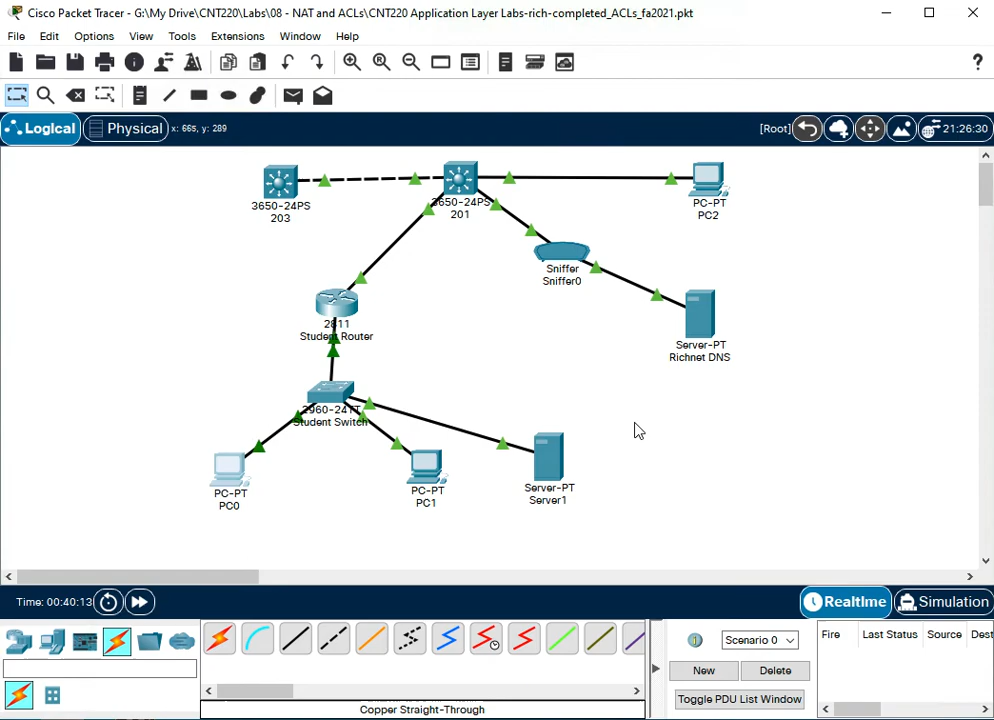 Cisco Packet Tracer - G:\My Drive\CNT220\Labs\08 - NAT and ACLs\CNT220 Application Layer Labs-rich-completed_ACLs_fa2021.pkt
File Edit Options View Tools Extensions Window Help
Logical Physical x: 665, y: 289 [Root] 21:26:30
3650-24PS
203
3650-24PS
201
PC-PT
PC2
Sniffer
Sniffer0
2811
Student Router
Server-PT
Richnet DNS
2960-24TT
Student Switch
PC-PT
PC0
PC-PT
PC1
Server-PT
Server1
Time: 00:40:13 Realtime Simulation
Scenario 0
Fire Last Status Source Dest
New Delete
Toggle PDU List Window
Copper Straight-Through